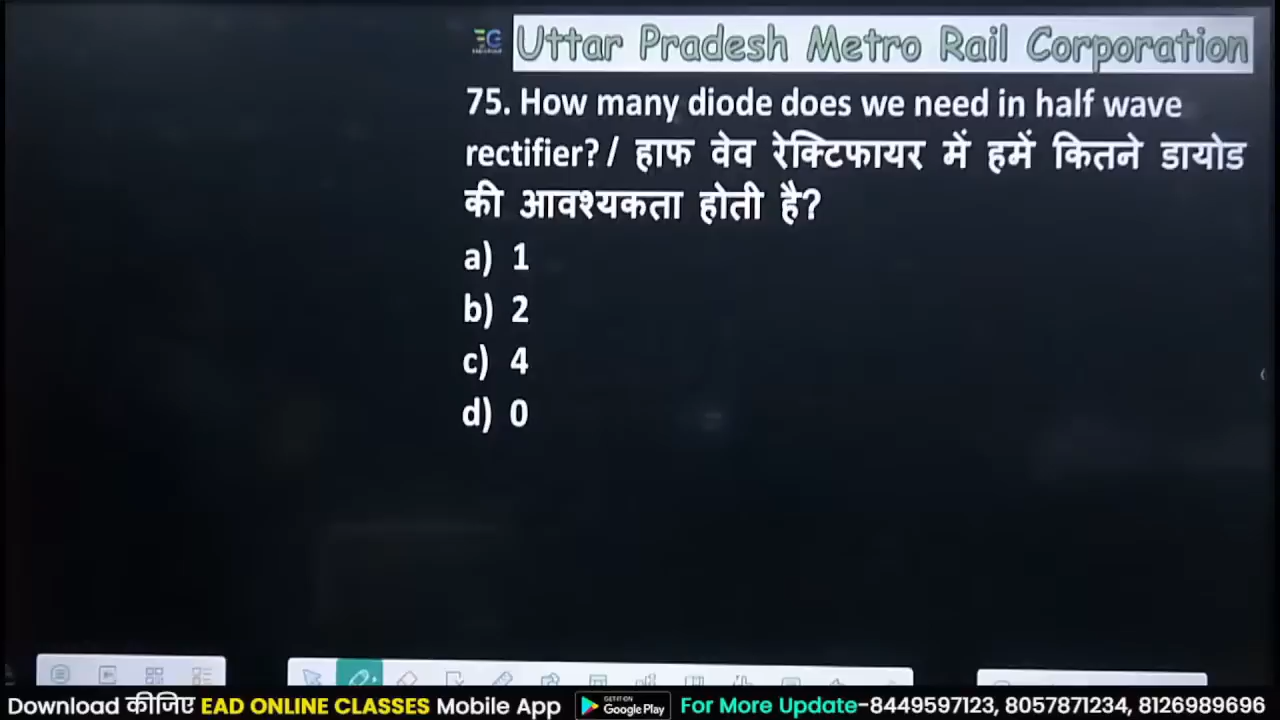 Uttar Pradesh Metro Rail Corporation
75. How many diode does we need in half wave
rectifier? / हाफ वेव रेक्टिफायर में हमें कितने डायोड
की आवश्यकता होती है?
a) 1
b) 2
c) 4
d) 0
Download कीजिए EAD ONLINE CLASSES Mobile App GET IT ON Google Play For More Update-8449597123, 8057871234, 8126989696